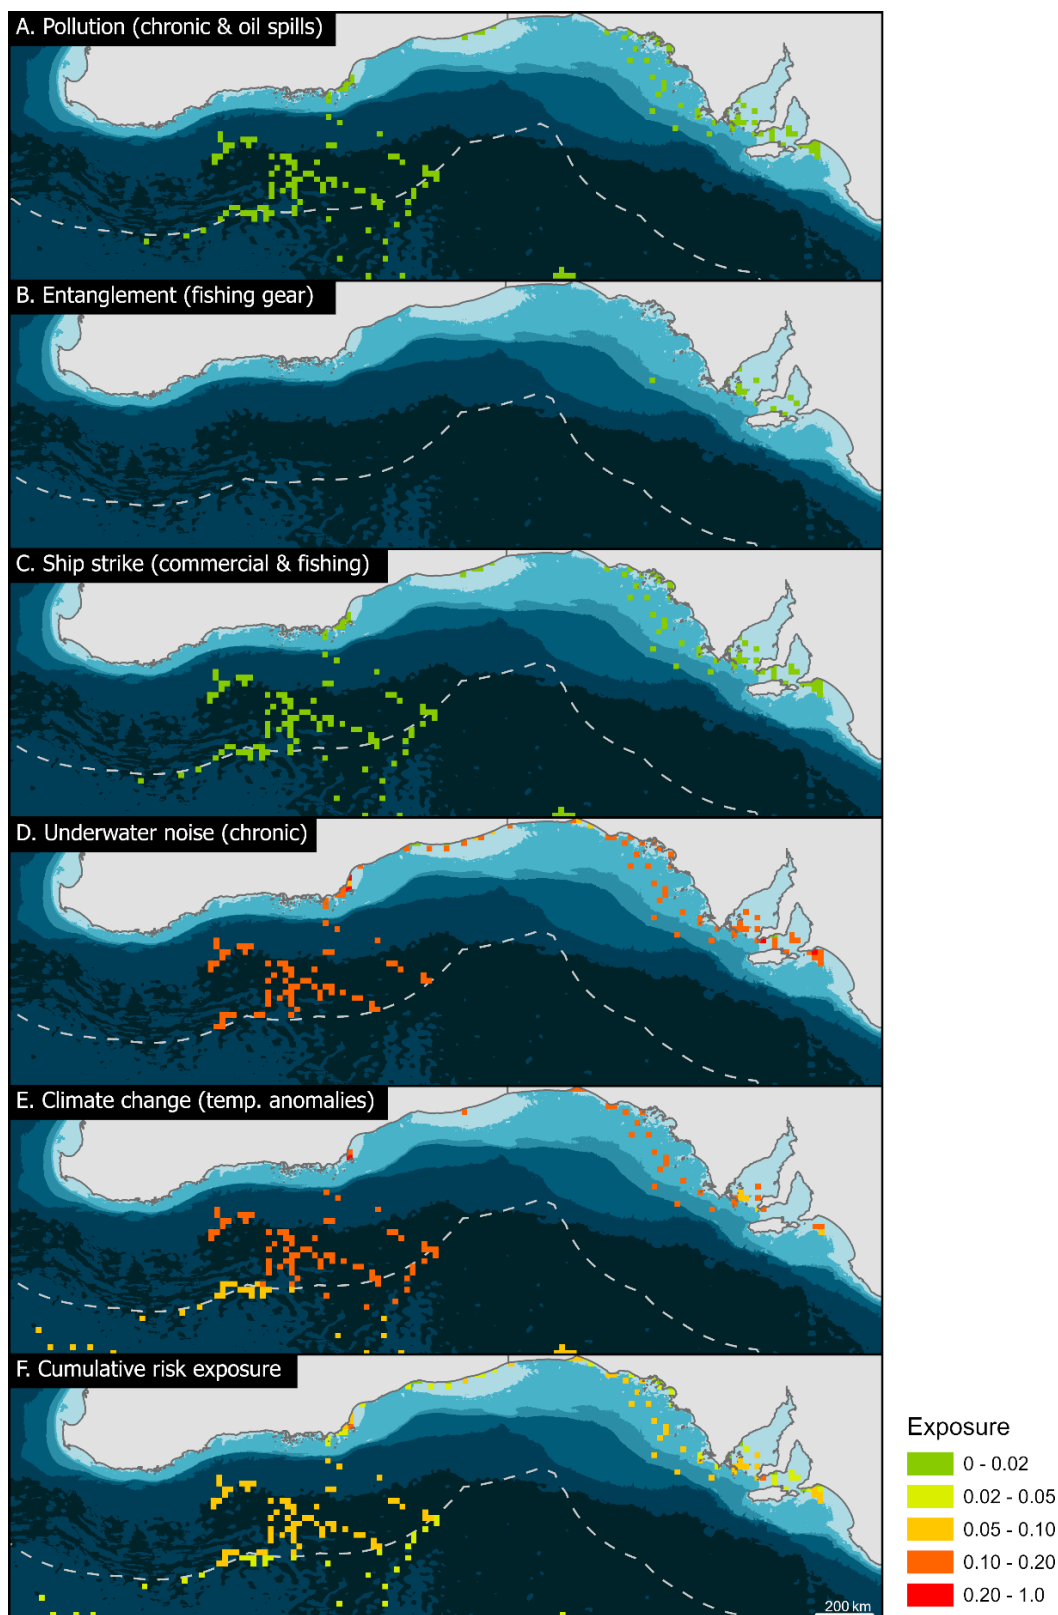 A. Pollution (chronic & oil spills)
B. Entanglement (fishing gear)
C. Ship strike (commercial & fishing)
D. Underwater noise (chronic)
E. Climate change (temp. anomalies)
F. Cumulative risk exposure
200 km
Exposure
0 - 0.02
0.02 - 0.05
0.05 - 0.10
0.10 - 0.20
0.20 - 1.0